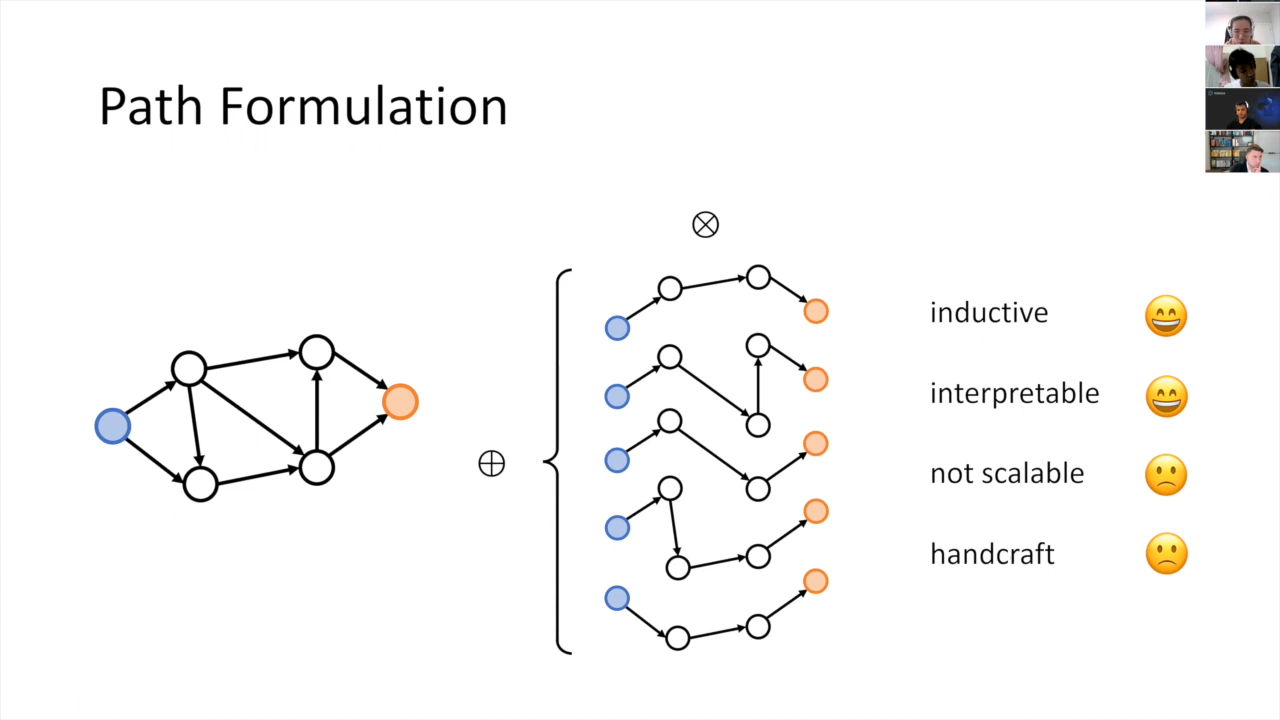 Path Formulation
⊗
⊕
inductive
interpretable
not scalable
handcraft